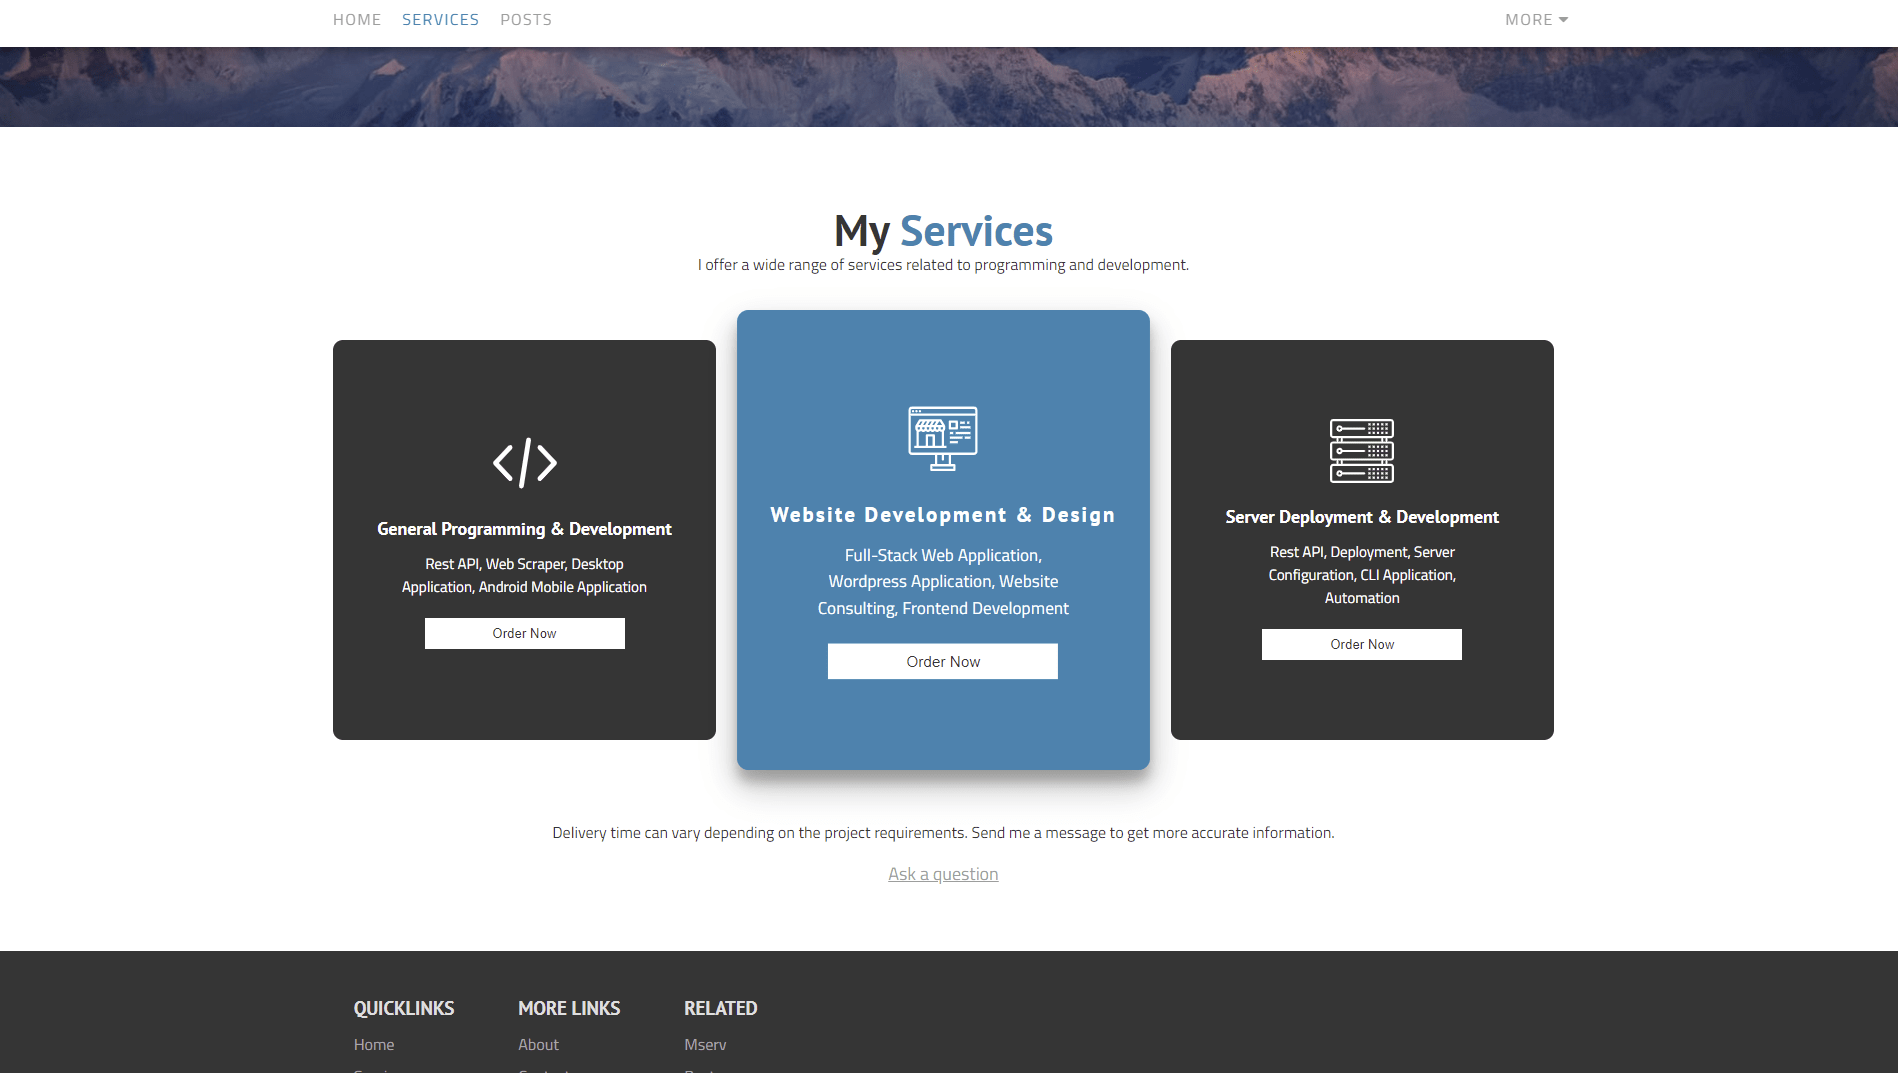 HOME SERVICES POSTS MORE
My Services
I offer a wide range of services related to programming and development.
General Programming & Development
Rest API, Web Scraper, Desktop
Application, Android Mobile Application
Order Now
Website Development & Design
Full-Stack Web Application,
Wordpress Application, Website
Consulting, Frontend Development
Order Now
Server Deployment & Development
Rest API, Deployment, Server
Configuration, CLI Application,
Automation
Order Now
Delivery time can vary depending on the project requirements. Send me a message to get more accurate information.
Ask a question
QUICKLINKS MORE LINKS RELATED
Home About Mserv